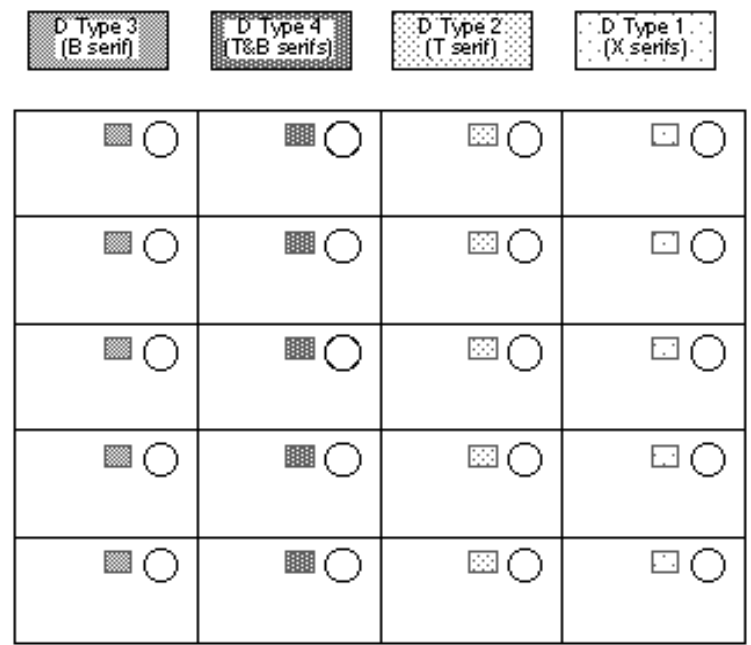 D Type 3
(B serif)
D Type 4
(T&B serifs)
D Type 2
(T serif)
D Type 1
(X serifs)